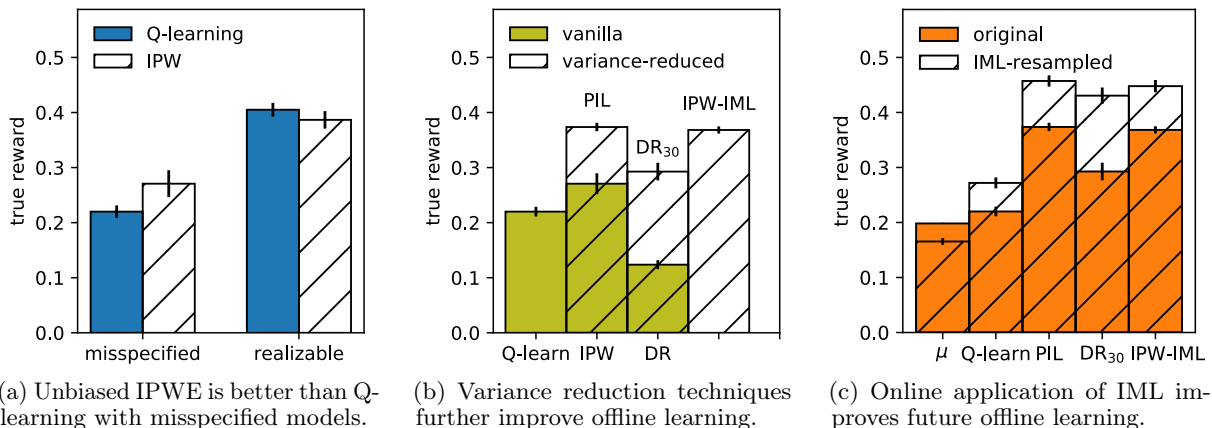 Q-learning
IPW
true reward
0.5
0.4
0.3
0.2
0.1
0.0
misspecified
realizable
(a) Unbiased IPWE is better than Q-
learning with misspecified models.
vanilla
variance-reduced
PIL
IPW-IML
DR30
true reward
0.5
0.4
0.3
0.2
0.1
0.0
Q-learn IPW DR
(b) Variance reduction techniques
further improve offline learning.
original
IML-resampled
true reward
0.5
0.4
0.3
0.2
0.1
0.0
μ Q-learn PIL DR30 IPW-IML
(c) Online application of IML im-
proves future offline learning.